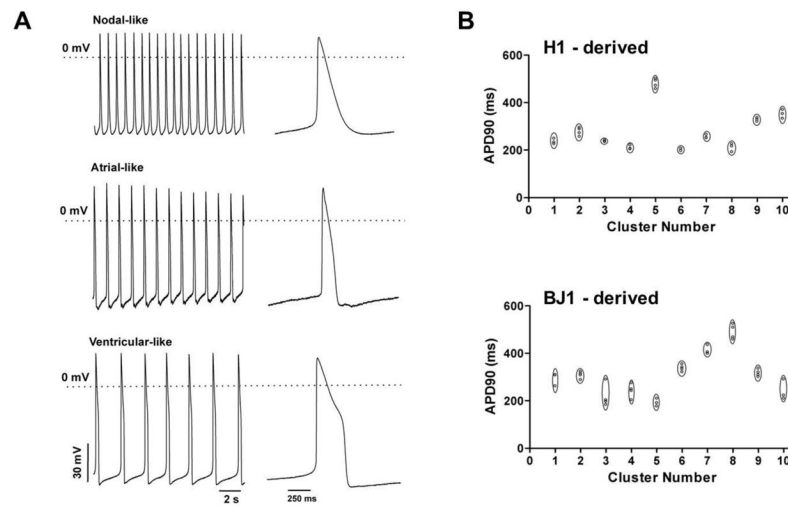 A
Nodal-like
0 mV
Atrial-like
0 mV
Ventricular-like
0 mV
30 mV
2 s
250 ms
B
H1 - derived
600
400
200
0
APD90 (ms)
0 1 2 3 4 5 6 7 8 9 10
Cluster Number
BJ1 - derived
600
400
200
0
APD90 (ms)
0 1 2 3 4 5 6 7 8 9 10
Cluster Number